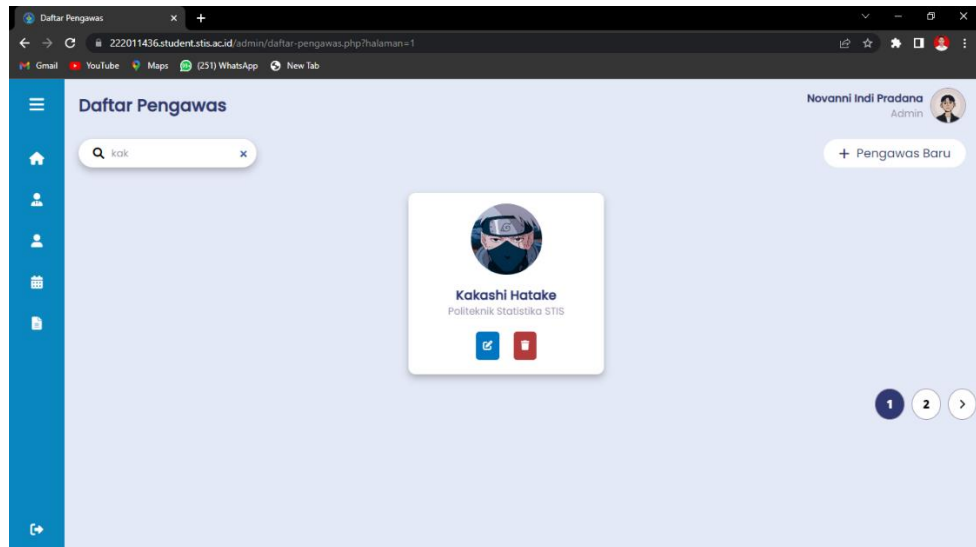 Daftar Pengawas
222011436.student.stis.ac.id/admin/daftar-pengawas.php?halaman=1
Gmail YouTube Maps (251) WhatsApp New Tab
Daftar Pengawas
Novanni Indi Pradana
Admin
kak
+ Pengawas Baru
Kakashi Hatake
Politeknik Statistika STIS
1 2 >